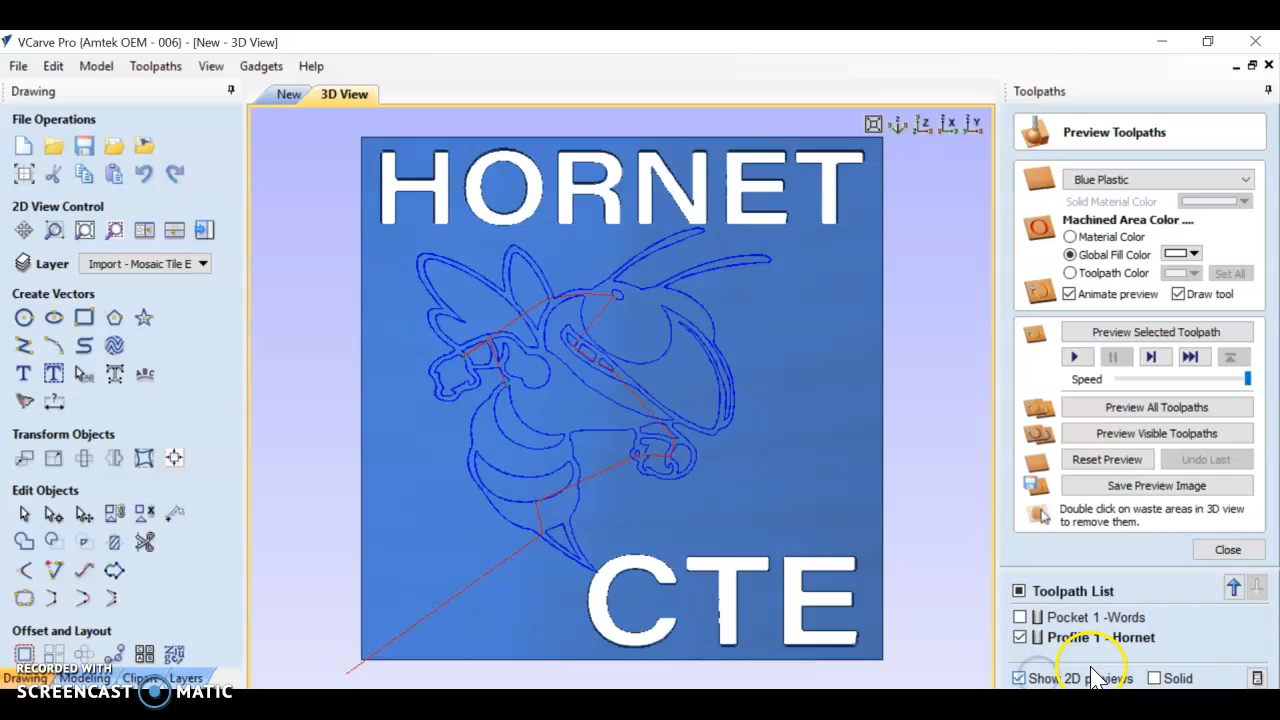 VCarve Pro {Amtek OEM - 006} - [New - 3D View]
File Edit Model Toolpaths View Gadgets Help
Drawing
File Operations
2D View Control
Layer Import - Mosaic Tile E
Create Vectors
Transform Objects
Edit Objects
Offset and Layout
Drawing Modeling Clipart Layers
RECORDED WITH
SCREENCAST MATIC
New 3D View
Z X Y
HORNET
CTE
Toolpaths
Preview Toolpaths
Blue Plastic
Solid Material Color
Machined Area Color ....
Material Color
Global Fill Color
Toolpath Color Set All
Animate preview Draw tool
Preview Selected Toolpath
Speed
Preview All Toolpaths
Preview Visible Toolpaths
Reset Preview Undo Last
Save Preview Image
Double click on waste areas in 3D view
to remove them.
Close
Toolpath List
Pocket 1 -Words
Profile 1 - Hornet
Show 2D previews Solid